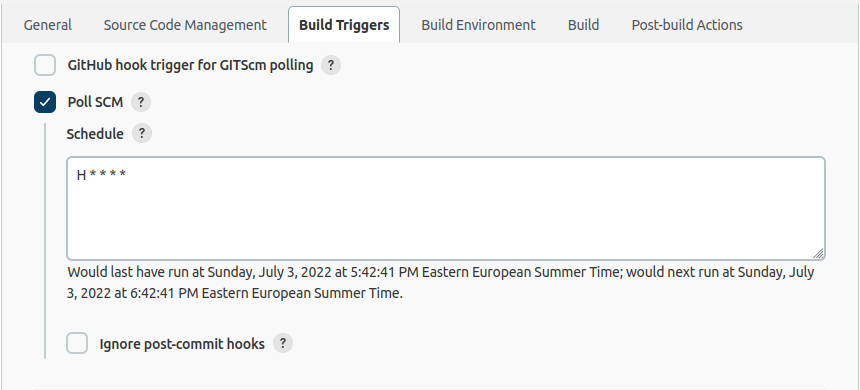 General Source Code Management Build Triggers Build Environment Build Post-build Actions
GitHub hook trigger for GITScm polling ?
Poll SCM ?
Schedule ?
H * * * *
Would last have run at Sunday, July 3, 2022 at 5:42:41 PM Eastern European Summer Time; would next run at Sunday, July
3, 2022 at 6:42:41 PM Eastern European Summer Time.
Ignore post-commit hooks ?